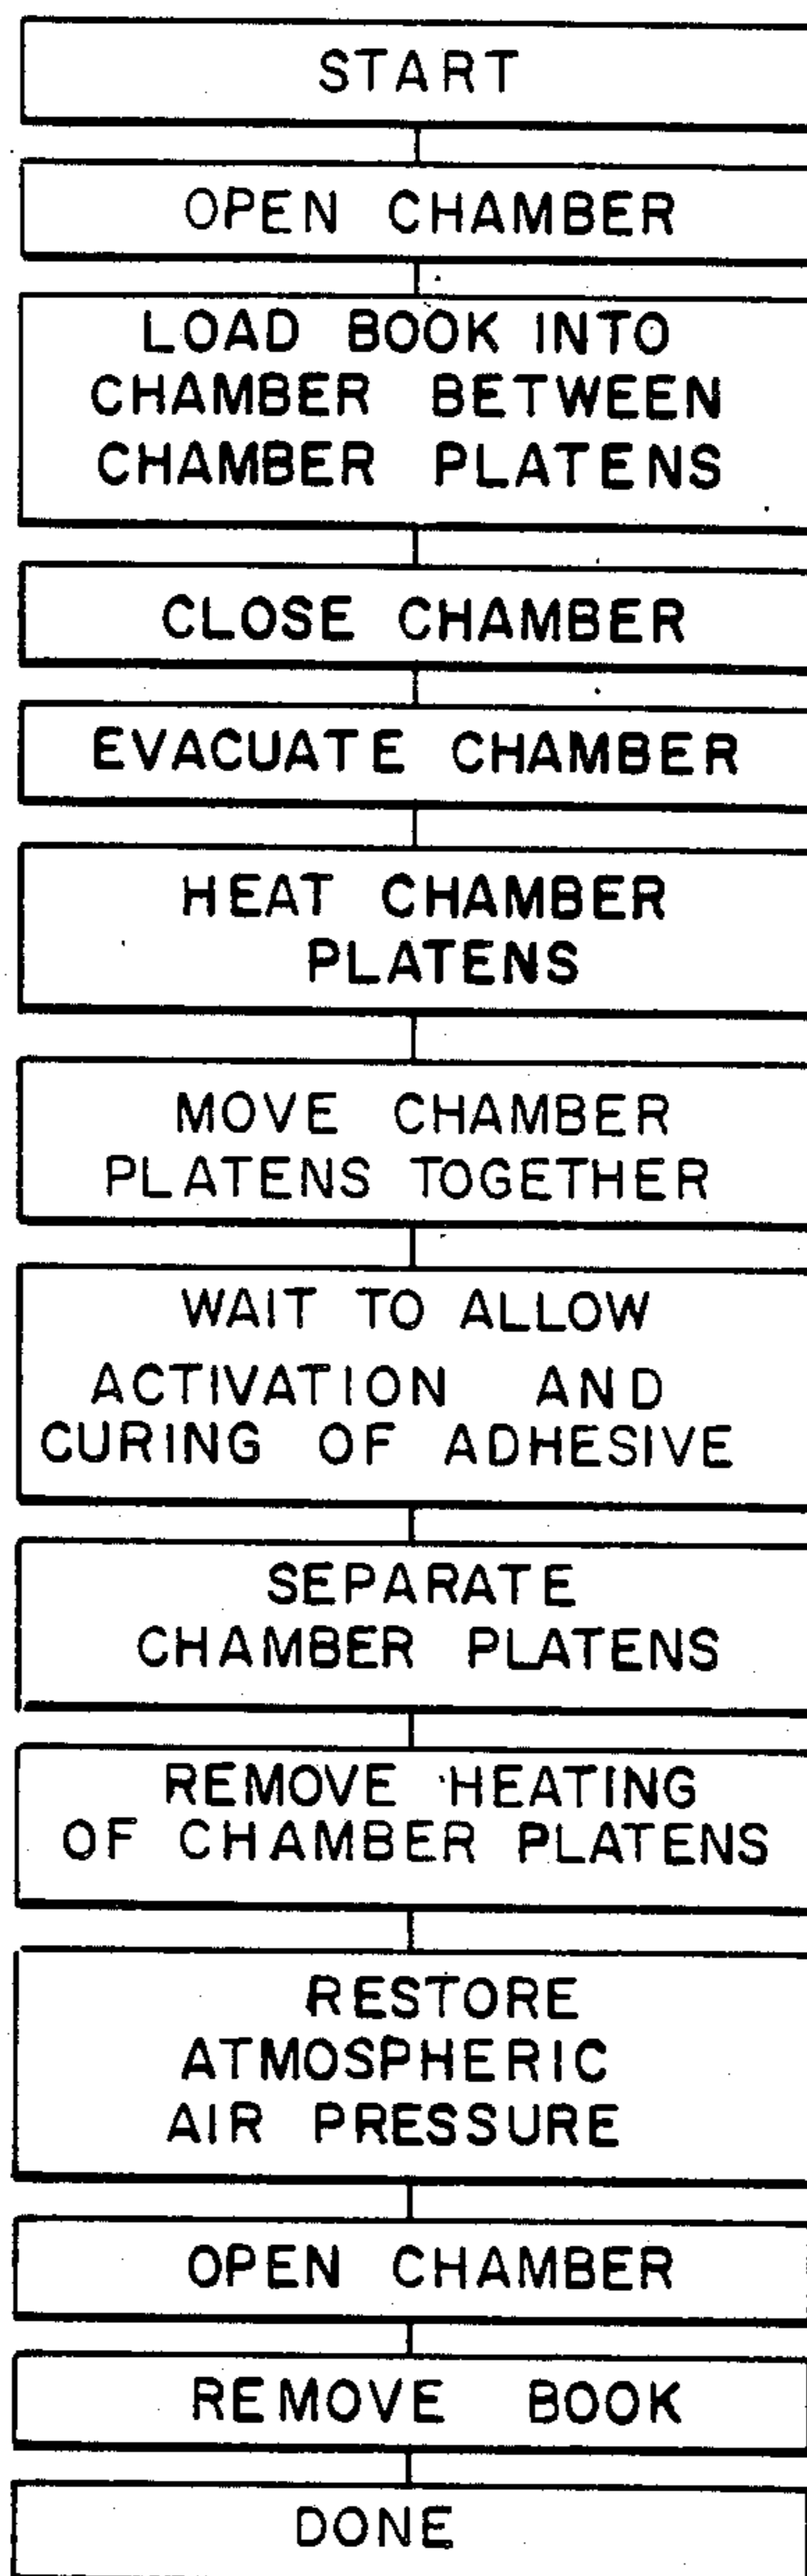 START
OPEN CHAMBER
LOAD BOOK INTO
CHAMBER BETWEEN
CHAMBER PLATENS
CLOSE CHAMBER
EVACUATE CHAMBER
HEAT CHAMBER
PLATENS
MOVE CHAMBER
PLATENS TOGETHER
WAIT TO ALLOW
ACTIVATION AND
CURING OF ADHESIVE
SEPARATE
CHAMBER PLATENS
REMOVE HEATING
OF CHAMBER PLATENS
RESTORE
ATMOSPHERIC
AIR PRESSURE
OPEN CHAMBER
REMOVE BOOK
DONE